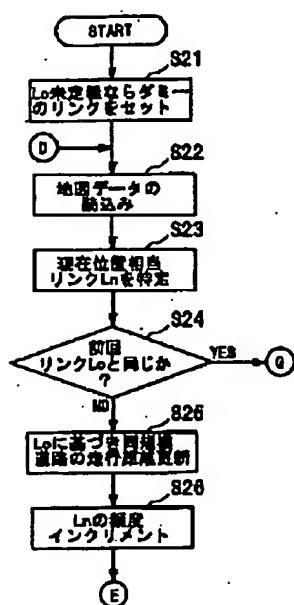 START
S21
Lo未定義ならダミー
のリンクをセット
D
S22
地図データの
読込み
S23
現在位置相当
リンクLnを特定
S24
前回
リンクLoと同じか
?
YES
G
NO
S25
Loに基づき同規模
道路の走行距離更新
S26
Lnの頻度
インクリメント
E